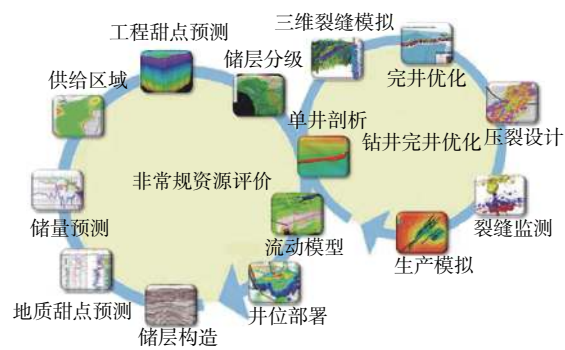 三维裂缝模拟
工程甜点预测
储层分级
完井优化
供给区域
单井剖析
钻井完井优化
压裂设计
非常规资源评价
储量预测
流动模型
裂缝监测
生产模拟
地质甜点预测
井位部署
储层构造